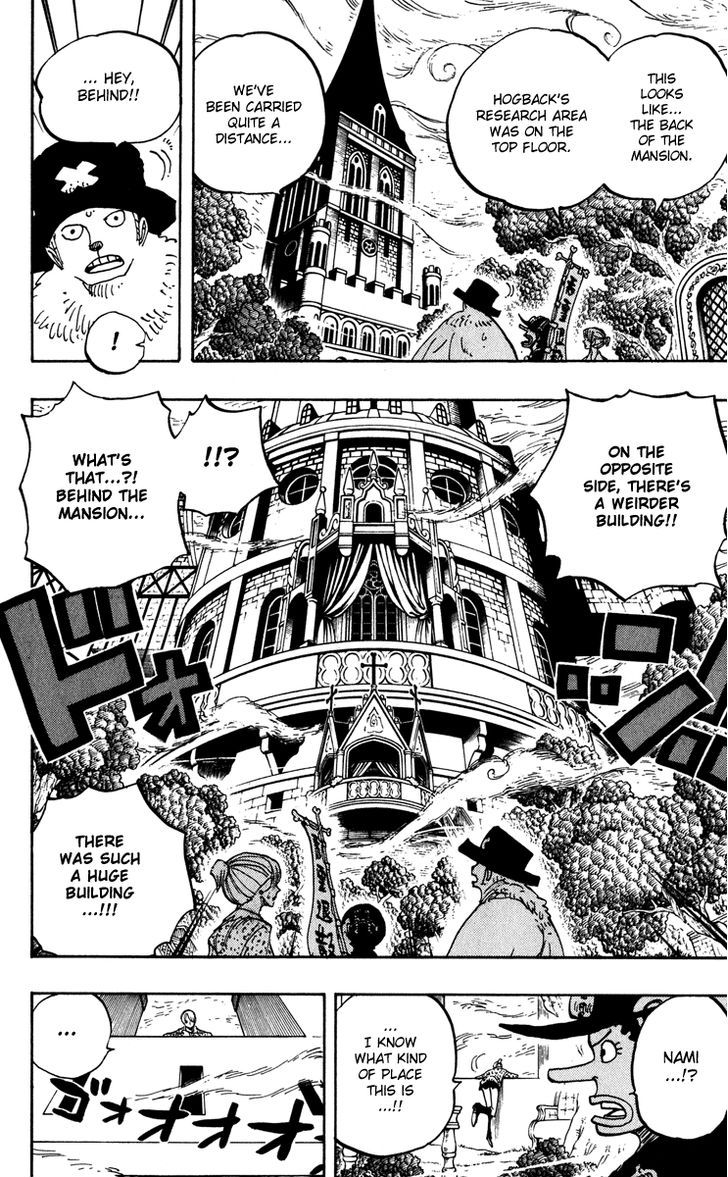 THIS
LOOKS
LIKE...
THE BACK
OF THE
MANSION.
HOGBACK'S
RESEARCH AREA
WAS ON THE
TOP FLOOR.
WE'VE
BEEN CARRIED
QUITE A
DISTANCE...
... HEY,
BEHIND!!
!
ON THE
OPPOSITE
SIDE, THERE'S
A WEIRDER
BUILDING!!
!!?
WHAT'S
THAT...?!
BEHIND THE
MANSION...
ドォ
ン
THERE
WAS SUCH
A HUGE
BUILDING
...!!!
NAMI
...!?
...
I KNOW
WHAT KIND
OF PLACE
THIS IS
...!!
...
ゴオオオオ